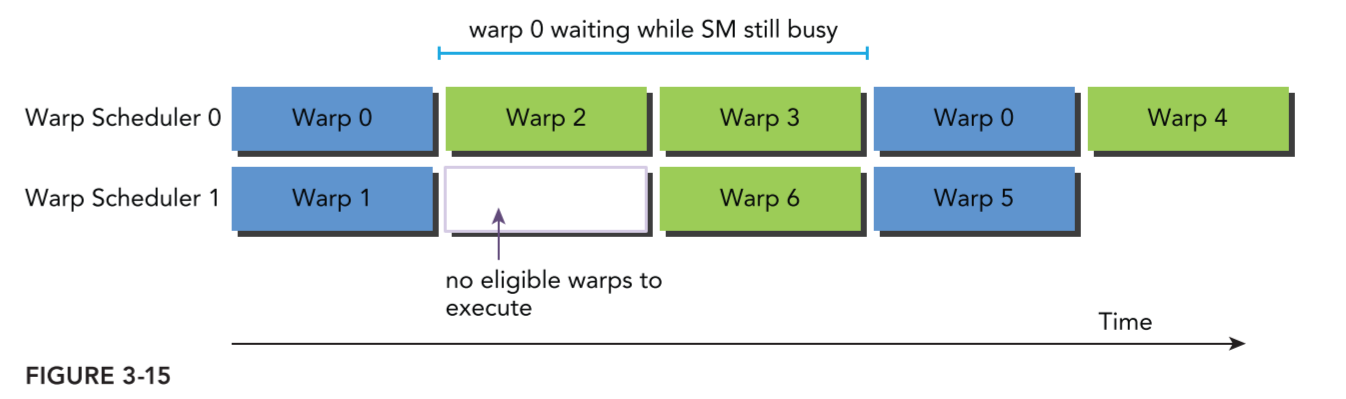 warp 0 waiting while SM still busy
Warp Scheduler 0
Warp 0
Warp 2
Warp 3
Warp 0
Warp 4
Warp Scheduler 1
Warp 1
Warp 6
Warp 5
no eligible warps to
execute
Time
FIGURE 3-15